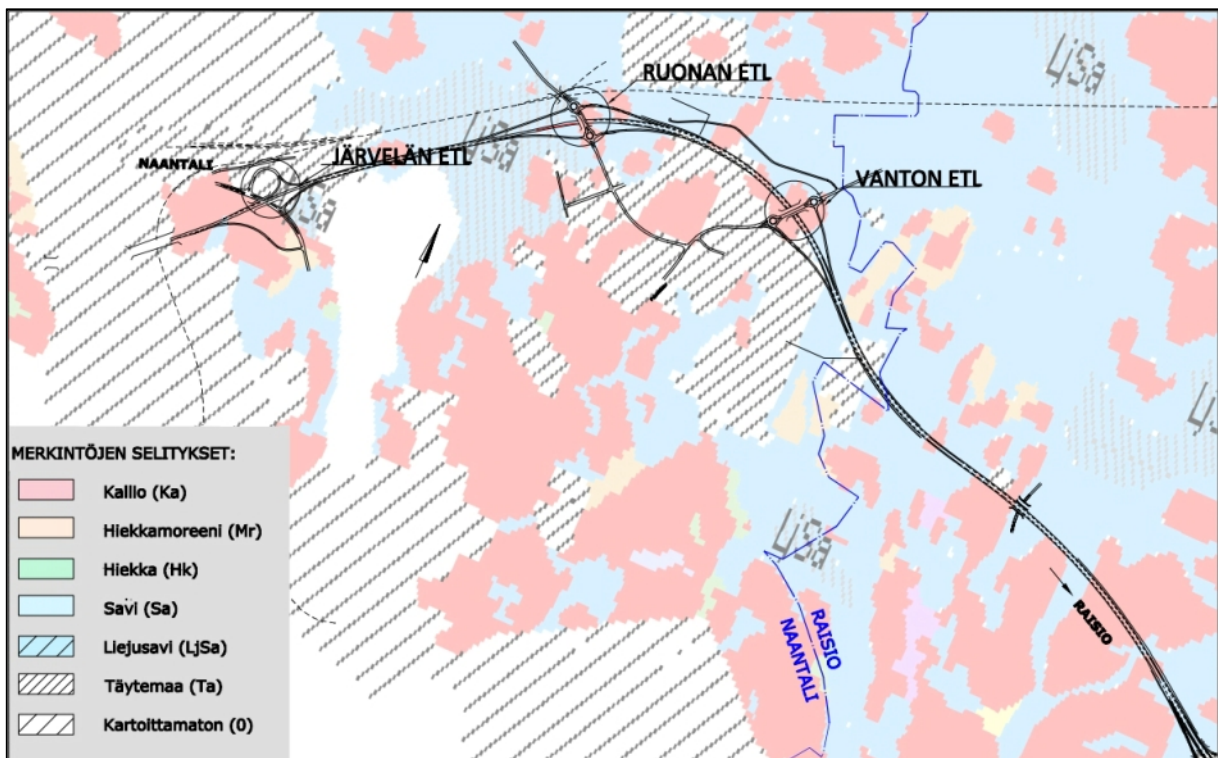 RUONAN ETL
LjSa
LjSa
NAANTALI
JÄRVELÄN ETL
VANTON ETL
LjSa
LjSa
MERKINTÖJEN SELITYKSET:
Kallio (Ka)
Hiekkamoreeni (Mr)
Hiekka (Hk)
Savi (Sa)
Liejusavi (LjSa)
Täytemaa (Ta)
Kartoittamaton (0)
LjSa
RAISIO
NAANTALI
RAISIO